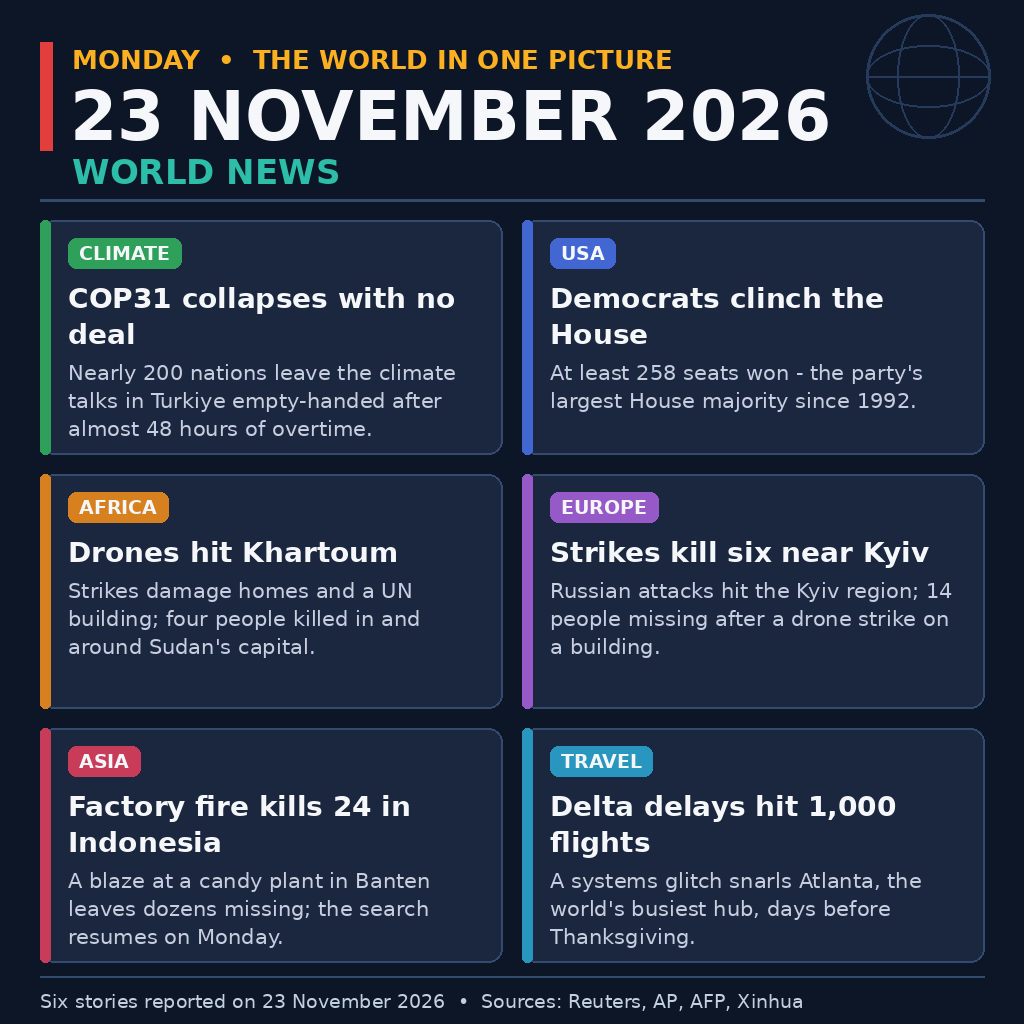 MONDAY • THE WORLD IN ONE PICTURE
23 NOVEMBER 2026
WORLD NEWS
CLIMATE
COP31 collapses with no
deal
Nearly 200 nations leave the climate
talks in Turkiye empty-handed after
almost 48 hours of overtime.
USA
Democrats clinch the
House
At least 258 seats won - the party's
largest House majority since 1992.
AFRICA
Drones hit Khartoum
Strikes damage homes and a UN
building; four people killed in and
around Sudan's capital.
EUROPE
Strikes kill six near Kyiv
Russian attacks hit the Kyiv region; 14
people missing after a drone strike on
a building.
ASIA
Factory fire kills 24 in
Indonesia
A blaze at a candy plant in Banten
leaves dozens missing; the search
resumes on Monday.
TRAVEL
Delta delays hit 1,000
flights
A systems glitch snarls Atlanta, the
world's busiest hub, days before
Thanksgiving.
Six stories reported on 23 November 2026 • Sources: Reuters, AP, AFP, Xinhua